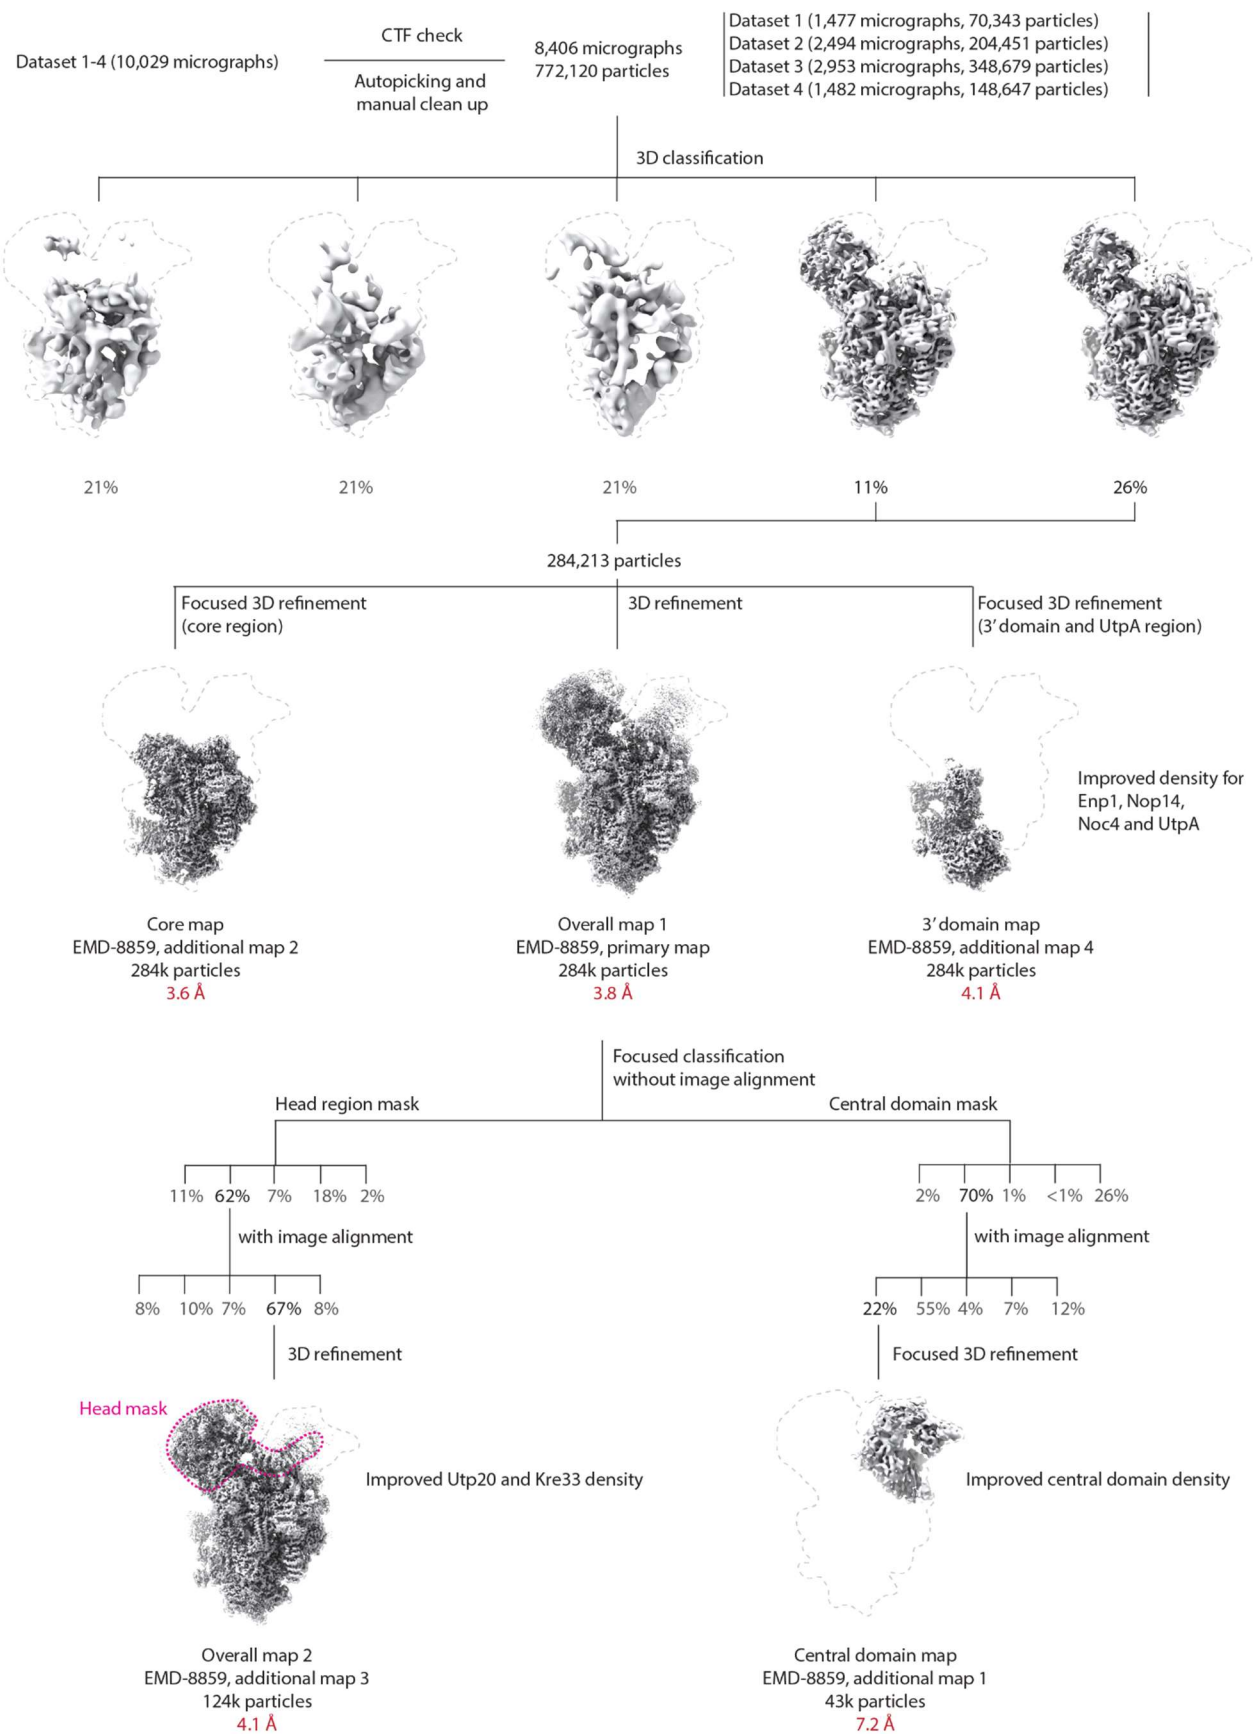 Dataset 1-4 (10,029 micrographs)
CTF check
Autopicking and
manual clean up
8,406 micrographs
772,120 particles
Dataset 1 (1,477 micrographs, 70,343 particles)
Dataset 2 (2,494 micrographs, 204,451 particles)
Dataset 3 (2,953 micrographs, 348,679 particles)
Dataset 4 (1,482 micrographs, 148,647 particles)
3D classification
21%
21%
21%
11%
26%
284,213 particles
Focused 3D refinement
(core region)
3D refinement
Focused 3D refinement
(3′ domain and UtpA region)
Improved density for
Enp1, Nop14,
Noc4 and UtpA
Core map
EMD-8859, additional map 2
284k particles
3.6 Å
Overall map 1
EMD-8859, primary map
284k particles
3.8 Å
3′ domain map
EMD-8859, additional map 4
284k particles
4.1 Å
Focused classification
without image alignment
Head region mask
Central domain mask
11% 62% 7% 18% 2%
2% 70% 1% <1% 26%
with image alignment
with image alignment
8% 10% 7% 67% 8%
22% 55% 4% 7% 12%
3D refinement
Focused 3D refinement
Head mask
Improved Utp20 and Kre33 density
Improved central domain density
Overall map 2
EMD-8859, additional map 3
124k particles
4.1 Å
Central domain map
EMD-8859, additional map 1
43k particles
7.2 Å